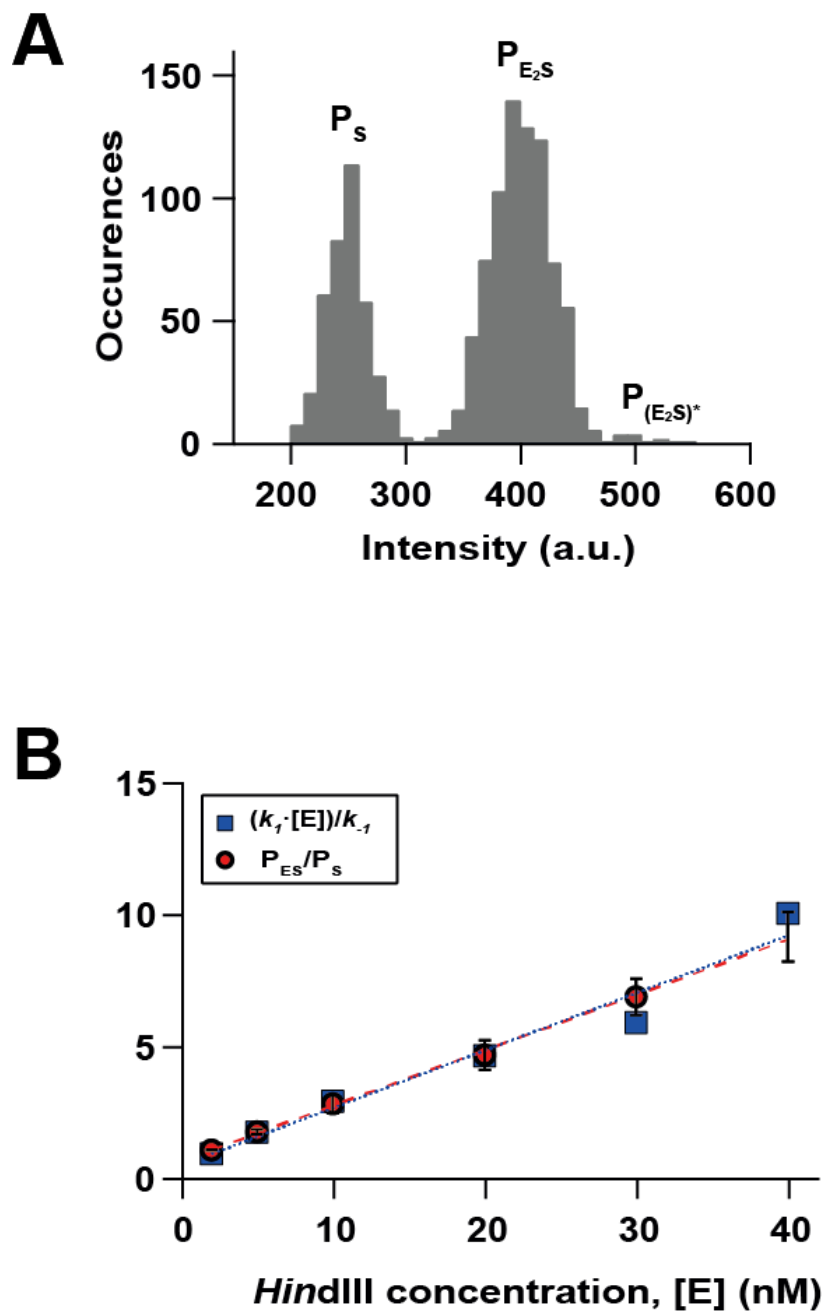 A
P_S
P_E₂S
P_(E₂S)*
150
100
50
0
Occurences
200 300 400 500 600
Intensity (a.u.)
B
15
10
5
0
(k₁·[E])/k₋₁
P_ES/P_S
0 10 20 30 40
HindIII concentration, [E] (nM)